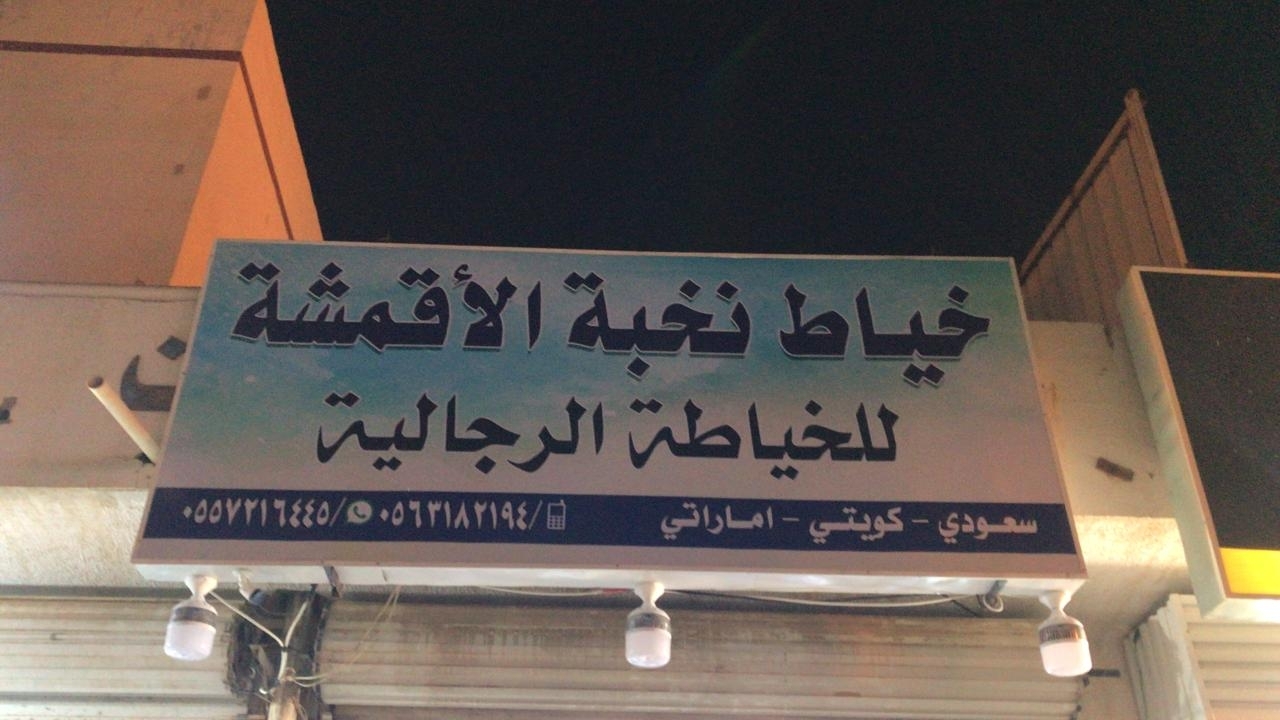 خياط نخبة الأقمشة
للخياطة الرجالية
سعودي - كويتي - اماراتي ٠٥٦٣١٨٢١٩٤/ ٠٥٥٧٢١٦٤٤٥/